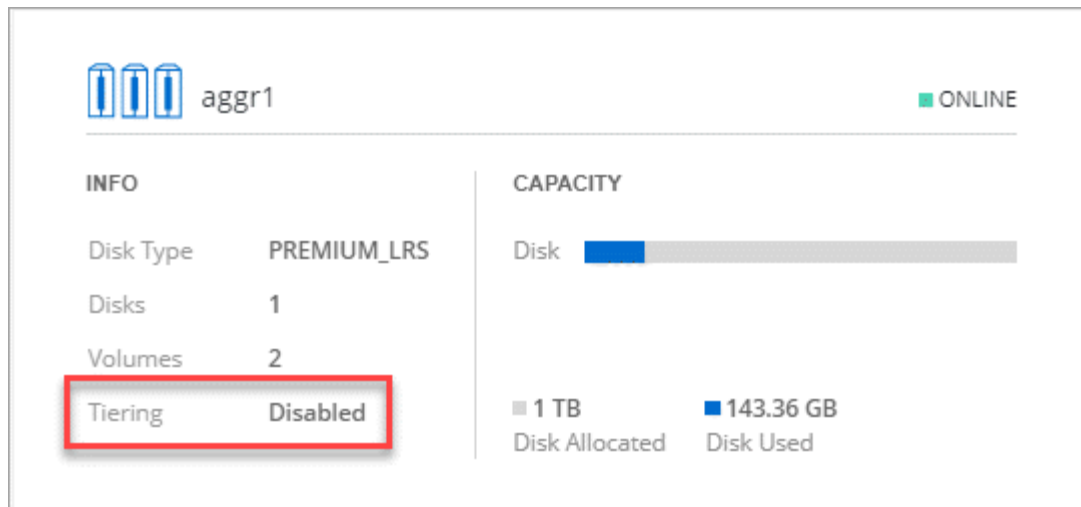 aggr1
ONLINE
INFO
Disk Type PREMIUM_LRS
Disks 1
Volumes 2
Tiering Disabled
CAPACITY
Disk
1 TB
Disk Allocated
143.36 GB
Disk Used